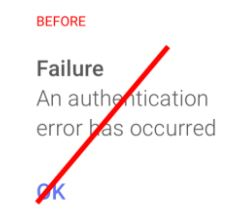 BEFORE
Failure
An authentication
error has occurred
OK